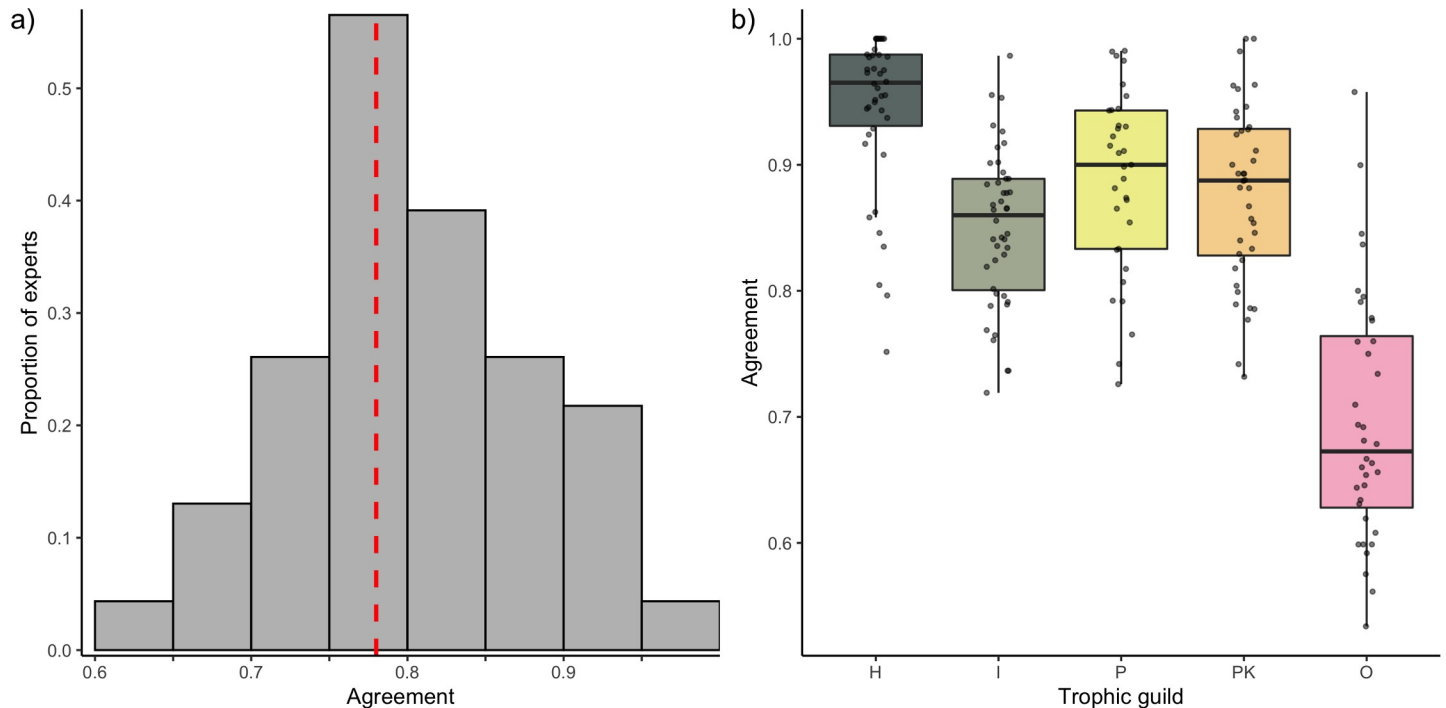 a)
Proportion of experts
0.5
0.4
0.3
0.2
0.1
0.0
0.6 0.7 0.8 0.9
Agreement
b)
Agreement
1.0
0.9
0.8
0.7
0.6
H I P PK O
Trophic guild